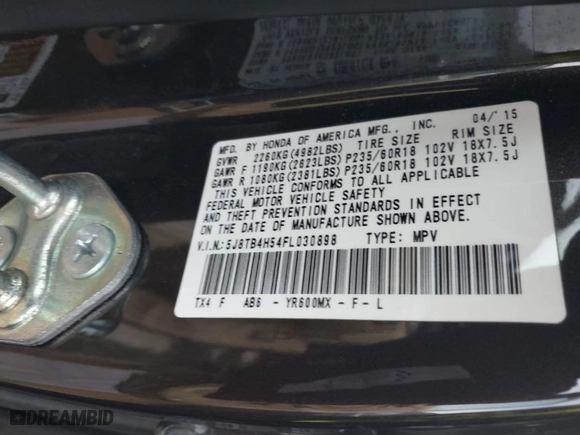 MFD. BY HONDA OF AMERICA MFG., INC. 04/'15
GVWR 2260KG(4982LBS) TIRE SIZE RIM SIZE
GAWR F 1190KG(2623LBS) P235/60R18 102V 18X7.5J
GAWR R 1080KG(2381LBS) P235/60R18 102V 18X7.5J
THIS VEHICLE CONFORMS TO ALL APPLICABLE
FEDERAL MOTOR VEHICLE SAFETY
AND THEFT PREVENTION STANDARDS IN EFFECT
ON THE DATE OF MANUFACTURE SHOWN ABOVE.
V.I.N.:5J8TB4H54FL030898 TYPE: MPV
TX4 F AB6 - YR600MX - F - L
DREAMBID